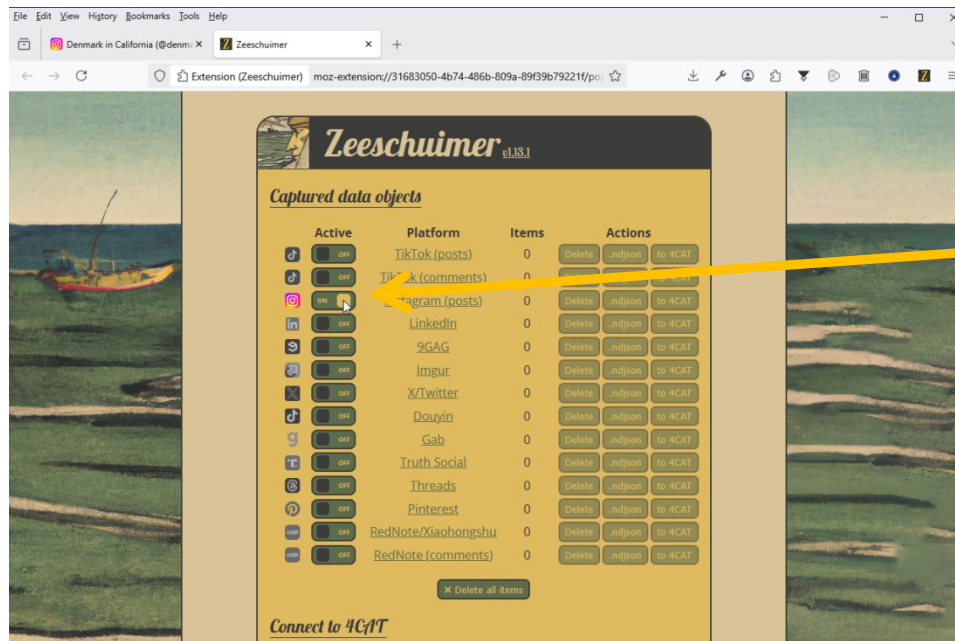 File Edit View History Bookmarks Tools Help
Denmark in California (@denma
Zeeschuimer
Extension (Zeeschuimer) moz-extension://31683050-4b74-486b-809a-89f39b79221f/po
Zeeschuimer v1.13.1
Captured data objects
Active Platform Items Actions
OFF TikTok (posts) 0 Delete .ndjson to 4CAT
OFF TikTok (comments) 0 Delete .ndjson to 4CAT
ON Instagram (posts) 0 Delete .ndjson to 4CAT
OFF LinkedIn 0 Delete .ndjson to 4CAT
OFF 9GAG 0 Delete .ndjson to 4CAT
OFF Imgur 0 Delete .ndjson to 4CAT
OFF X/Twitter 0 Delete .ndjson to 4CAT
OFF Douyin 0 Delete .ndjson to 4CAT
OFF Gab 0 Delete .ndjson to 4CAT
OFF Truth Social 0 Delete .ndjson to 4CAT
OFF Threads 0 Delete .ndjson to 4CAT
OFF Pinterest 0 Delete .ndjson to 4CAT
OFF RedNote/Xiaohongshu 0 Delete .ndjson to 4CAT
OFF RedNote (comments) 0 Delete .ndjson to 4CAT
× Delete all items
Connect to 4CAT